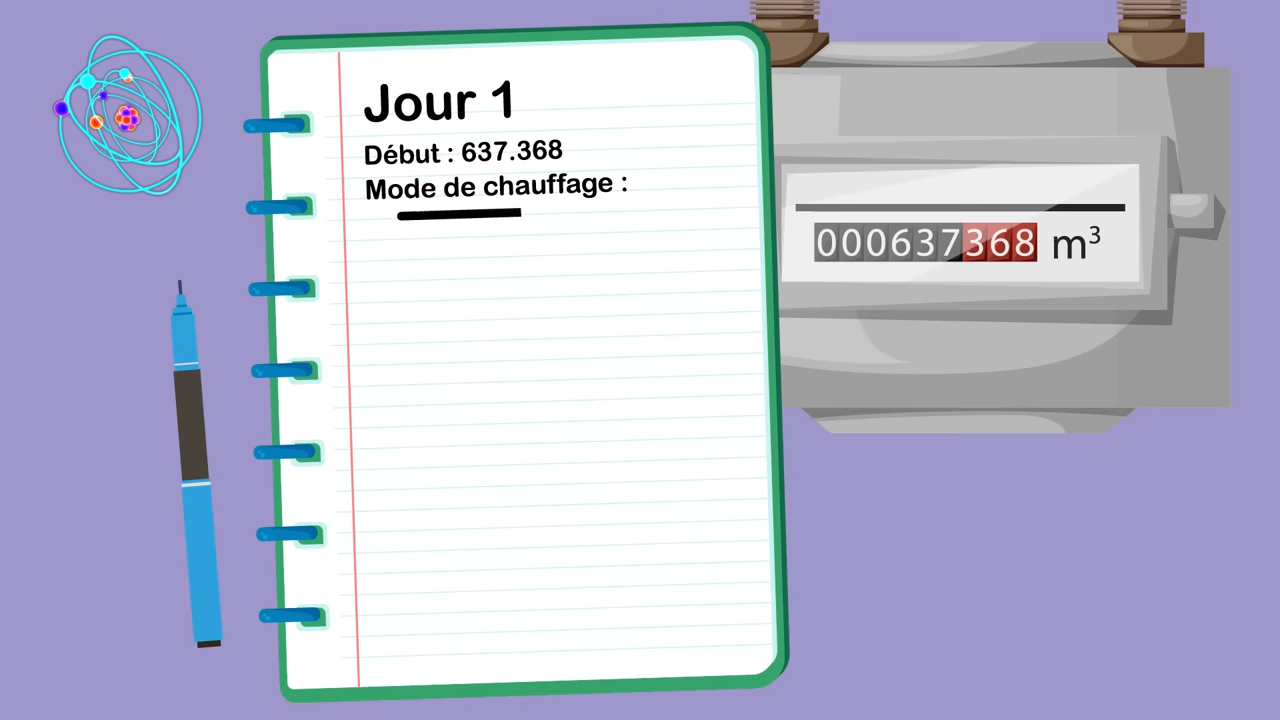 Jour 1
Début : 637.368
Mode de chauffage :
000637368 m³